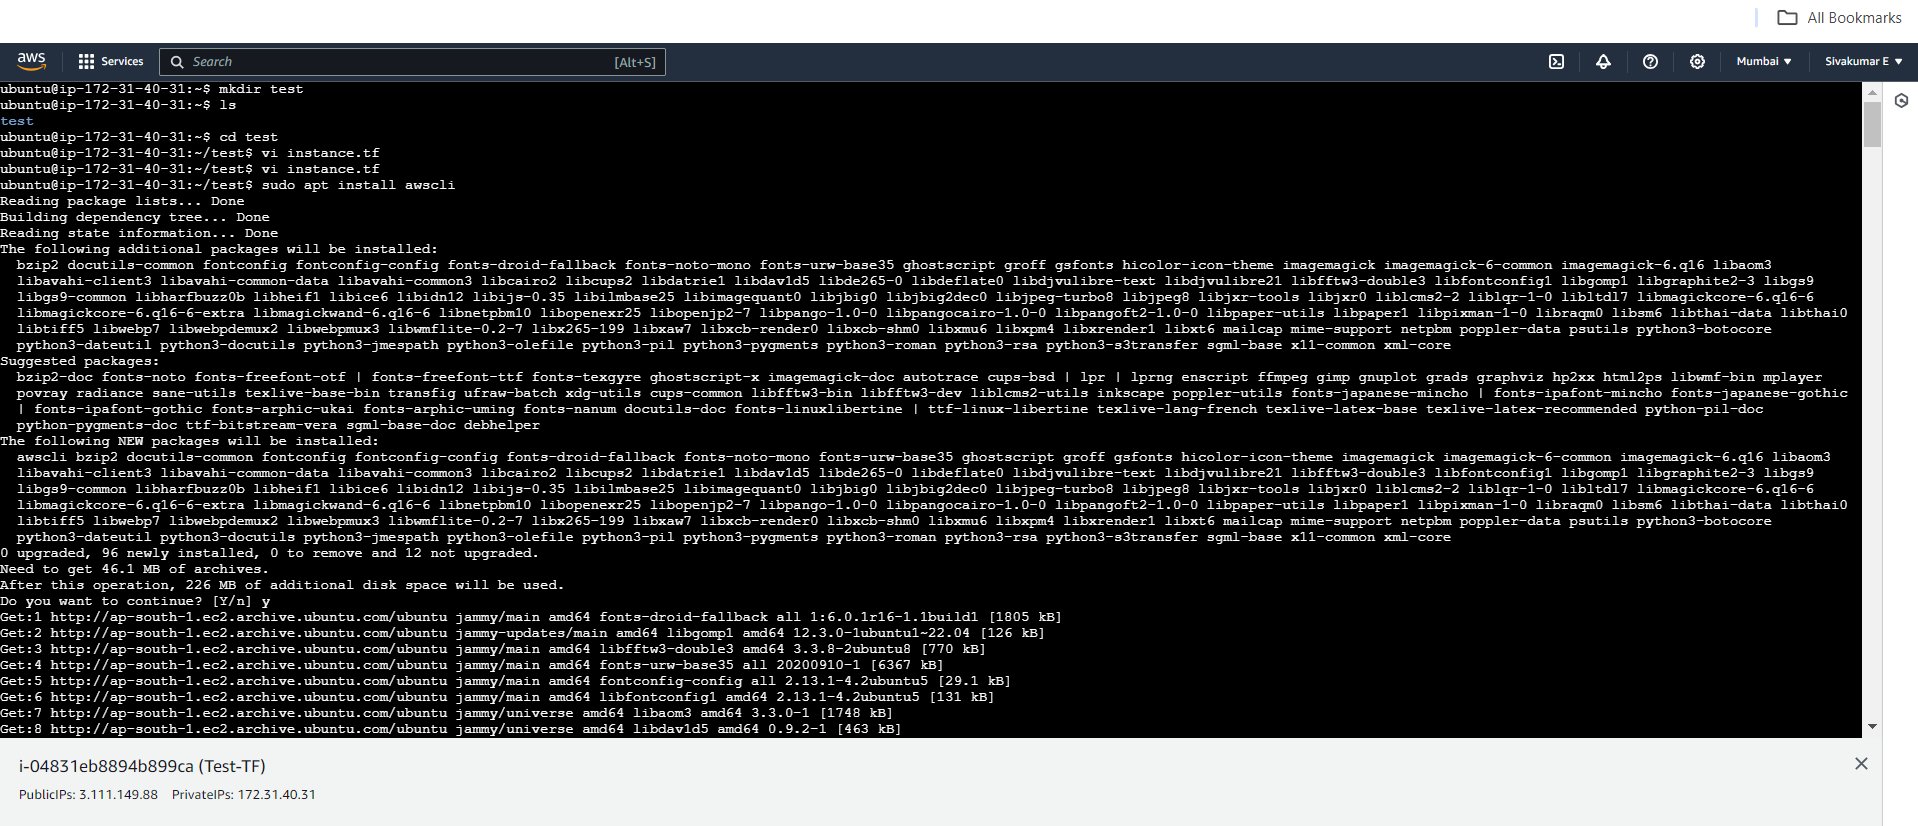 All Bookmarks
aws Services Search [Alt+S] Mumbai Sivakumar E
ubuntu@ip-172-31-40-31:~$ mkdir test
ubuntu@ip-172-31-40-31:~$ ls
test
ubuntu@ip-172-31-40-31:~$ cd test
ubuntu@ip-172-31-40-31:~/test$ vi instance.tf
ubuntu@ip-172-31-40-31:~/test$ vi instance.tf
ubuntu@ip-172-31-40-31:~/test$ sudo apt install awscli
Reading package lists... Done
Building dependency tree... Done
Reading state information... Done
The following additional packages will be installed:
bzip2 docutils-common fontconfig fontconfig-config fonts-droid-fallback fonts-noto-mono fonts-urw-base35 ghostscript groff gsfonts hicolor-icon-theme imagemagick imagemagick-6-common imagemagick-6.q16 libaom3
libavahi-client3 libavahi-common-data libavahi-common3 libcairo2 libcups2 libdatrie1 libdav1d5 libde265-0 libdeflate0 libdjvulibre-text libdjvulibre21 libfftw3-double3 libfontconfig1 libgomp1 libgraphite2-3 libgs9
libgs9-common libharfbuzz0b libheif1 libice6 libidn12 libijs-0.35 libilmbase25 libimagequant0 libjbig0 libjbig2dec0 libjpeg-turbo8 libjpeg8 libjxr-tools libjxr0 liblcms2-2 liblqr-1-0 libltdl7 libmagickcore-6.q16-6
libmagickcore-6.q16-6-extra libmagickwand-6.q16-6 libnetpbm10 libopenexr25 libopenjp2-7 libpango-1.0-0 libpangocairo-1.0-0 libpangoft2-1.0-0 libpaper-utils libpaper1 libpixman-1-0 libraqm0 libsm6 libthai-data libthai0
libtiff5 libwebp7 libwebpdemux2 libwebpmux3 libwmflite-0.2-7 libx265-199 libxaw7 libxcb-render0 libxcb-shm0 libxmu6 libxpm4 libxrender1 libxt6 mailcap mime-support netpbm poppler-data psutils python3-botocore
python3-dateutil python3-docutils python3-jmespath python3-olefile python3-pil python3-pygments python3-roman python3-rsa python3-s3transfer sgml-base x11-common xml-core
Suggested packages:
bzip2-doc fonts-noto fonts-freefont-otf | fonts-freefont-ttf fonts-texgyre ghostscript-x imagemagick-doc autotrace cups-bsd | lpr | lprng enscript ffmpeg gimp gnuplot grads graphviz hp2xx html2ps libwmf-bin mplayer
povray radiance sane-utils texlive-base-bin transfig ufraw-batch xdg-utils cups-common libfftw3-bin libfftw3-dev liblcms2-utils inkscape poppler-utils fonts-japanese-mincho | fonts-ipafont-mincho fonts-japanese-gothic
| fonts-ipafont-gothic fonts-arphic-ukai fonts-arphic-uming fonts-nanum docutils-doc fonts-linuxlibertine | ttf-linux-libertine texlive-lang-french texlive-latex-base texlive-latex-recommended python-pil-doc
python-pygments-doc ttf-bitstream-vera sgml-base-doc debhelper
The following NEW packages will be installed:
awscli bzip2 docutils-common fontconfig fontconfig-config fonts-droid-fallback fonts-noto-mono fonts-urw-base35 ghostscript groff gsfonts hicolor-icon-theme imagemagick imagemagick-6-common imagemagick-6.q16 libaom3
libavahi-client3 libavahi-common-data libavahi-common3 libcairo2 libcups2 libdatrie1 libdav1d5 libde265-0 libdeflate0 libdjvulibre-text libdjvulibre21 libfftw3-double3 libfontconfig1 libgomp1 libgraphite2-3 libgs9
libgs9-common libharfbuzz0b libheif1 libice6 libidn12 libijs-0.35 libilmbase25 libimagequant0 libjbig0 libjbig2dec0 libjpeg-turbo8 libjpeg8 libjxr-tools libjxr0 liblcms2-2 liblqr-1-0 libltdl7 libmagickcore-6.q16-6
libmagickcore-6.q16-6-extra libmagickwand-6.q16-6 libnetpbm10 libopenexr25 libopenjp2-7 libpango-1.0-0 libpangocairo-1.0-0 libpangoft2-1.0-0 libpaper-utils libpaper1 libpixman-1-0 libraqm0 libsm6 libthai-data libthai0
libtiff5 libwebp7 libwebpdemux2 libwebpmux3 libwmflite-0.2-7 libx265-199 libxaw7 libxcb-render0 libxcb-shm0 libxmu6 libxpm4 libxrender1 libxt6 mailcap mime-support netpbm poppler-data psutils python3-botocore
python3-dateutil python3-docutils python3-jmespath python3-olefile python3-pil python3-pygments python3-roman python3-rsa python3-s3transfer sgml-base x11-common xml-core
0 upgraded, 96 newly installed, 0 to remove and 12 not upgraded.
Need to get 46.1 MB of archives.
After this operation, 226 MB of additional disk space will be used.
Do you want to continue? [Y/n] y
Get:1 http://ap-south-1.ec2.archive.ubuntu.com/ubuntu jammy/main amd64 fonts-droid-fallback all 1:6.0.1r16-1.1build1 [1805 kB]
Get:2 http://ap-south-1.ec2.archive.ubuntu.com/ubuntu jammy-updates/main amd64 libgomp1 amd64 12.3.0-1ubuntu1~22.04 [126 kB]
Get:3 http://ap-south-1.ec2.archive.ubuntu.com/ubuntu jammy/main amd64 libfftw3-double3 amd64 3.3.8-2ubuntu8 [770 kB]
Get:4 http://ap-south-1.ec2.archive.ubuntu.com/ubuntu jammy/main amd64 fonts-urw-base35 all 20200910-1 [6367 kB]
Get:5 http://ap-south-1.ec2.archive.ubuntu.com/ubuntu jammy/main amd64 fontconfig-config all 2.13.1-4.2ubuntu5 [29.1 kB]
Get:6 http://ap-south-1.ec2.archive.ubuntu.com/ubuntu jammy/main amd64 libfontconfig1 amd64 2.13.1-4.2ubuntu5 [131 kB]
Get:7 http://ap-south-1.ec2.archive.ubuntu.com/ubuntu jammy/universe amd64 libaom3 amd64 3.3.0-1 [1748 kB]
Get:8 http://ap-south-1.ec2.archive.ubuntu.com/ubuntu jammy/universe amd64 libdav1d5 amd64 0.9.2-1 [463 kB]
i-04831eb8894b899ca (Test-TF)
PublicIPs: 3.111.149.88 PrivateIPs: 172.31.40.31